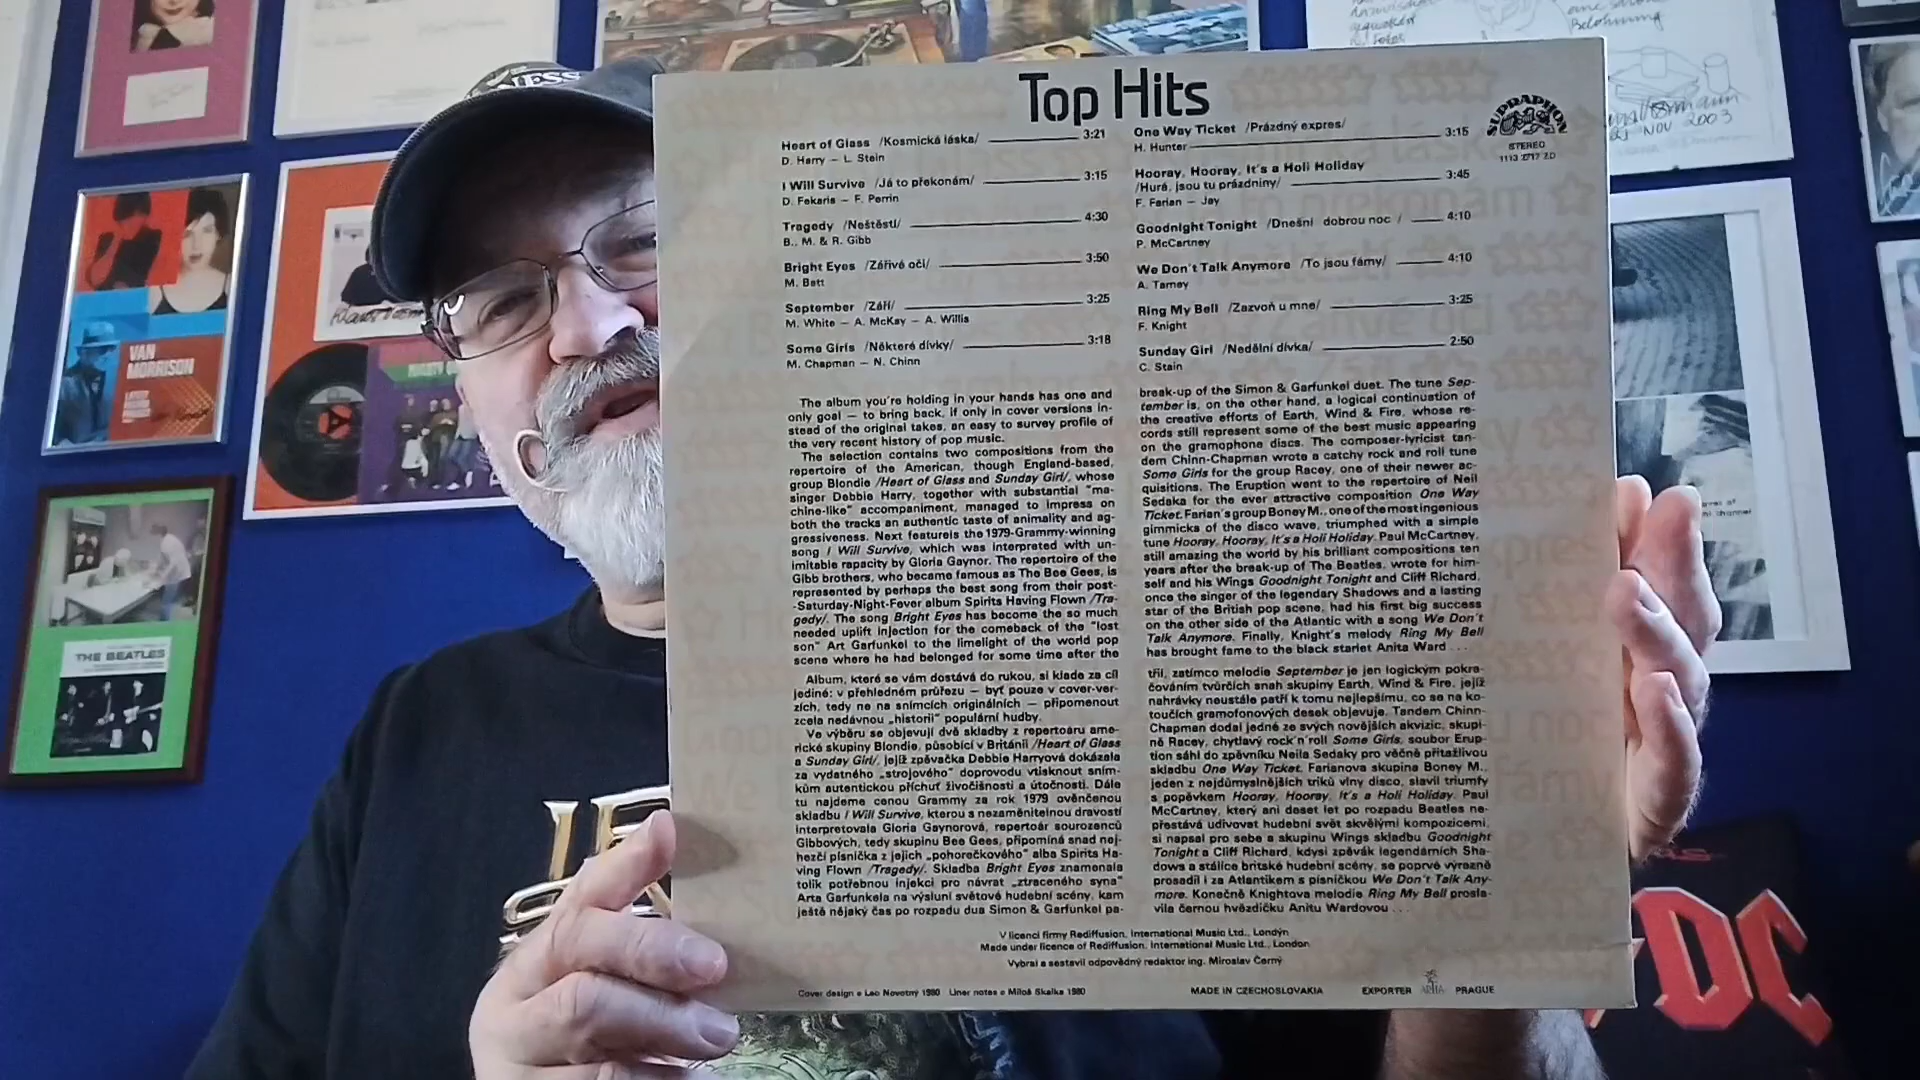 Top Hits
SUPRAPHON
STEREO
1113 2717 ZD
Heart of Glass /Kosmická láska/ 3:21
D. Harry – L. Stein
I Will Survive /Já to překonám/ 3:15
D. Fekaris – F. Perrin
Tragedy /Neštěstí/ 4:30
B., M. & R. Gibb
Bright Eyes /Zářivé oči/ 3:50
M. Batt
September /Září/ 3:25
M. White – A. McKay – A. Willis
Some Girls /Některé dívky/ 3:18
M. Chapman – N. Chinn
One Way Ticket /Prázdný expres/ 3:15
H. Hunter
Hooray, Hooray, It's a Holi Holiday
/Hurá, jsou tu prázdniny/ 3:45
F. Farian – Jay
Goodnight Tonight /Dnešní dobrou noc / 4:10
P. McCartney
We Don't Talk Anymore /To jsou fámy/ 4:10
A. Tarney
Ring My Bell /Zazvoň u mne/ 3:25
F. Knight
Sunday Girl /Nedělní dívka/ 2:50
C. Stain
The album you're holding in your hands has one and
only goal – to bring back, if only in cover versions in-
stead of the original takes, an easy to survey profile of
the very recent history of pop music.
The selection contains two compositions from the
repertoire of the American, though England-based,
group Blondie /Heart of Glass and Sunday Girl/, whose
singer Debbie Harry, together with substantial "ma-
chine-like" accompaniment, managed to impress on
both the tracks an authentic taste of animality and ag-
gressiveness. Next featureis the 1979-Grammy-winning
song I Will Survive, which was interpreted with un-
imitable rapacity by Gloria Gaynor. The repertoire of the
Gibb brothers, who became famous as The Bee Gees, is
represented by perhaps the best song from their post-
-Saturday-Night-Fever album Spirits Having Flown /Tra-
gedy/. The song Bright Eyes has become the so much
needed uplift injection for the comeback of the "lost
son" Art Garfunkel to the limelight of the world pop
scene where he had belonged for some time after the
break-up of the Simon & Garfunkel duet. The tune Sep-
tember is, on the other hand, a logical continuation of
the creative efforts of Earth, Wind & Fire, whose re-
cords still represent some of the best music appearing
on the gramophone discs. The composer-lyricist tan-
dem Chinn-Chapman wrote a catchy rock and roll tune
Some Girls for the group Racey, one of their newer ac-
quisitions. The Eruption went to the repertoire of Neil
Sedaka for the ever attractive composition One Way
Ticket. Farian's group Boney M., one of the most ingenious
gimmicks of the disco wave, triumphed with a simple
tune Hooray, Hooray, It's a Holi Holiday. Paul McCartney,
still amazing the world by his brilliant compositions ten
years after the break-up of The Beatles, wrote for him-
self and his Wings Goodnight Tonight and Cliff Richard,
once the singer of the legendary Shadows and a lasting
star of the British pop scene, had his first big success
on the other side of the Atlantic with a song We Don't
Talk Anymore. Finally, Knight's melody Ring My Bell
has brought fame to the black starlet Anita Ward . . .
Album, které se vám dostává do rukou, si klade za cíl
jediné: v přehledném průřezu – byť pouze v cover-ver-
zích, tedy ne na snímcích originálních – připomenout
zcela nedávnou „historii" populární hudby.
Ve výběru se objevují dvě skladby z repertoáru ame-
rické skupiny Blondie, působící v Británii /Heart of Glass
a Sunday Girl/, jejíž zpěvačka Debbie Harryová dokázala
za vydatného „strojového" doprovodu vtisknout sním-
kům autentickou příchuť živočišnosti a útočnosti. Dále
tu najdeme cenou Grammy za rok 1979 ověnčenou
skladbu I Will Survive, kterou s nezaměnitelnou dravostí
interpretovala Gloria Gaynorová, repertoár sourozenců
Gibbových, tedy skupinu Bee Gees, připomíná snad nej-
hezčí písnička z jejich „pohorečkového" alba Spirits Ha-
ving Flown /Tragedy/. Skladba Bright Eyes znamenala
tolik potřebnou injekci pro návrat „ztraceného syna"
Arta Garfunkela na výsluní světové hudební scény, kam
ještě nějaký čas po rozpadu dua Simon & Garfunkel pa-
třil, zatímco melodie September je jen logickým pokra-
čováním tvůrčích snah skupiny Earth, Wind & Fire, jejíž
nahrávky neustále patří k tomu nejlepšímu, co se na ko-
toučích gramofonových desek objevuje. Tandem Chinn-
Chapman dodal jedné ze svých novějších akvizic, skupi-
ně Racey, chytlavý rock'n'roll Some Girls, soubor Erup-
tion sáhl do zpěvníku Neila Sedaky pro věčně přitažlivou
skladbu One Way Ticket. Farianova skupina Boney M.,
jeden z nejdůmyslnějších triků vlny disco, slavil triumfy
s popěvkem Hooray, Hooray, It's a Holi Holiday. Paul
McCartney, který ani deset let po rozpadu Beatles ne-
přestává udivovat hudební svět skvělými kompozicemi,
si napsal pro sebe a skupinu Wings skladbu Goodnight
Tonight a Cliff Richard, kdysi zpěvák legendárních Sha-
dows a stálice britské hudební scény, se poprvé výrazně
prosadil i za Atlantikem s písničkou We Don't Talk Any-
more. Konečně Knightova melodie Ring My Bell prosla-
vila černou hvězdičku Anitu Wardovou . . .
V licenci firmy Rediffusion, International Music Ltd., Londýn
Made under licence of Rediffusion, International Music Ltd., London
Vybral a sestavil odpovědný redaktor ing. Miroslav Černý
Cover design © Leo Novotný 1980 Liner notes © Miloš Skalka 1980
MADE IN CZECHOSLOVAKIA
EXPORTER ARTIA PRAGUE
VAN
MORRISON
THE BEATLES
DC
NOV 2003
Belohnung